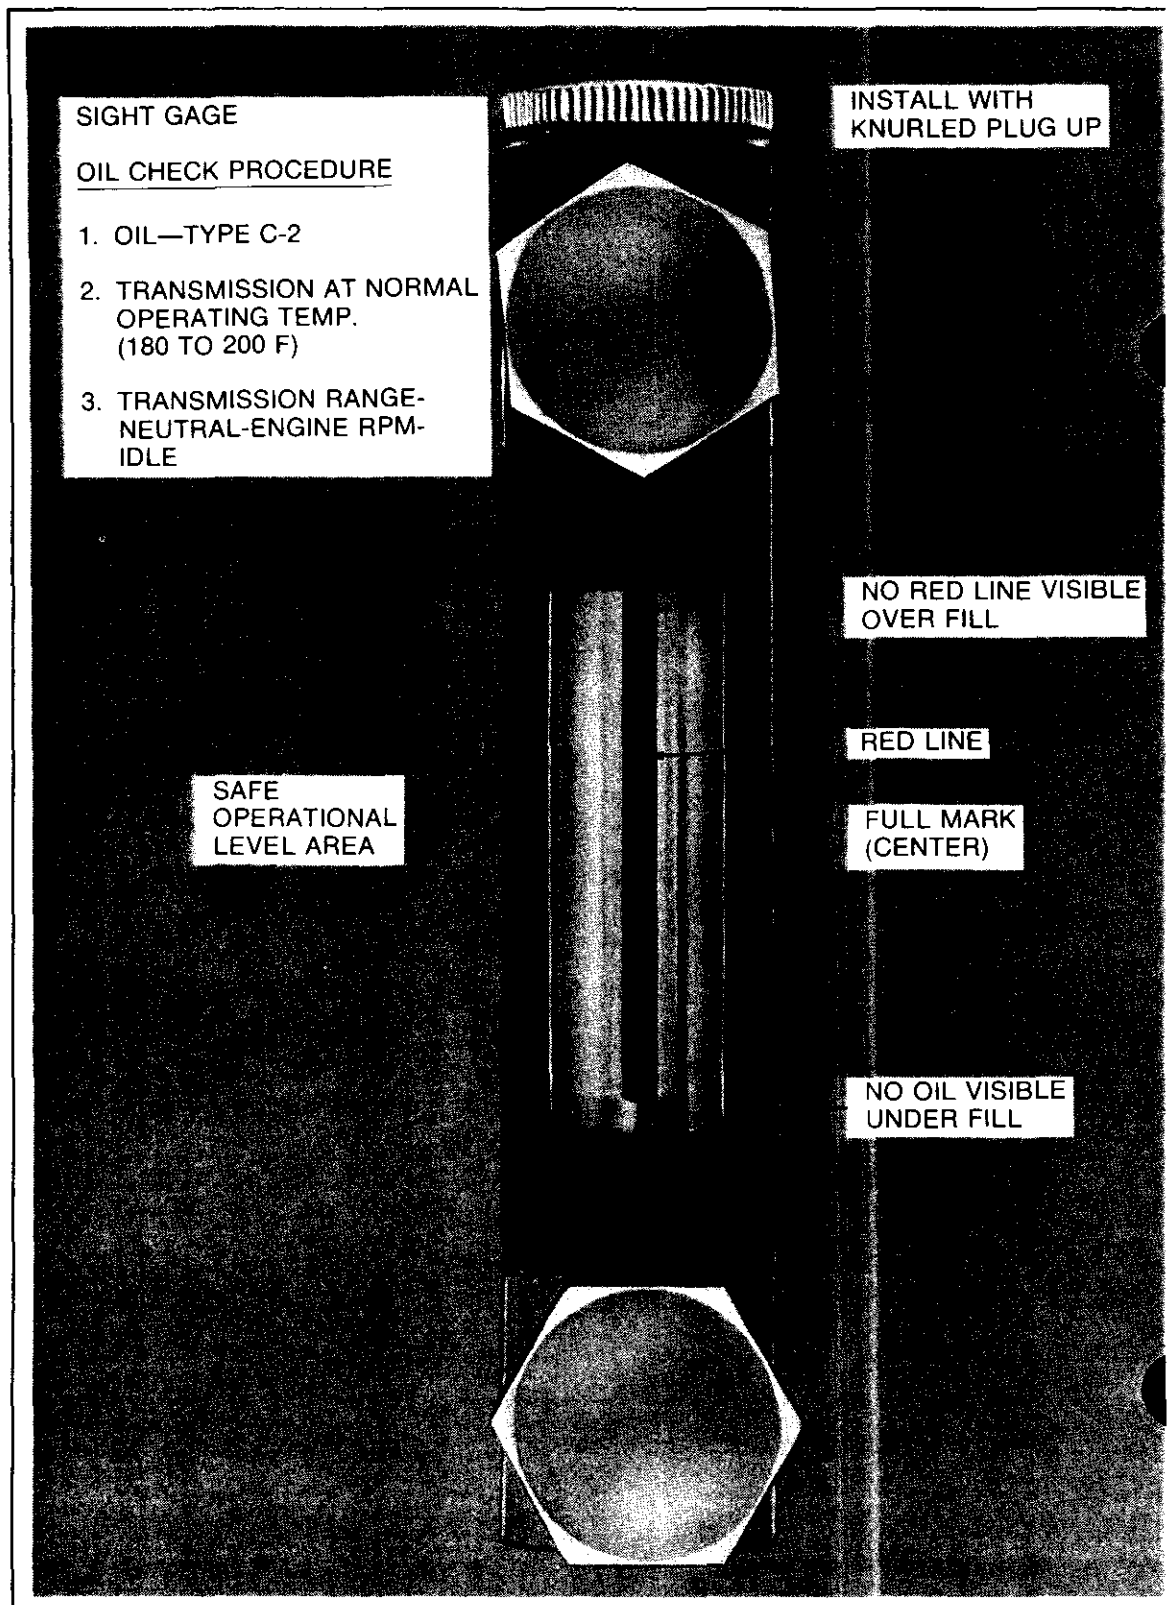 SIGHT GAGE
OIL CHECK PROCEDURE
1. OIL—TYPE C-2
2. TRANSMISSION AT NORMAL
OPERATING TEMP.
(180 TO 200 F)
3. TRANSMISSION RANGE-
NEUTRAL-ENGINE RPM-
IDLE
INSTALL WITH
KNURLED PLUG UP
NO RED LINE VISIBLE
OVER FILL
RED LINE
SAFE
OPERATIONAL
LEVEL AREA
FULL MARK
(CENTER)
NO OIL VISIBLE
UNDER FILL